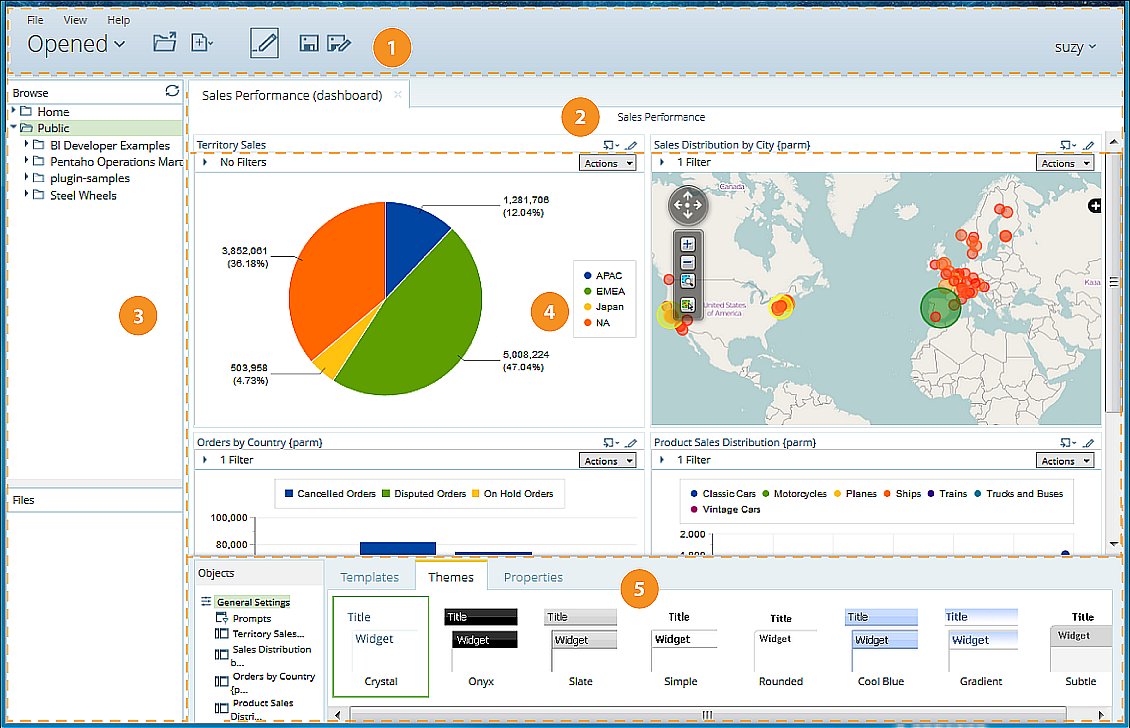 File View Help
Opened
suzy
1
Browse
Home
Public
BI Developer Examples
Pentaho Operations Mart
plugin-samples
Steel Wheels
3
Files
Sales Performance (dashboard)
2
Sales Performance
Territory Sales
No Filters
Actions
1,281,706
(12.04%)
3,852,061
(36.18%)
503,958
(4.73%)
5,008,224
(47.04%)
4
APAC
EMEA
Japan
NA
Sales Distribution by City {parm}
1 Filter
Actions
Canada
United States
of America
Kaza
Orders by Country {parm}
1 Filter
Actions
Cancelled Orders Disputed Orders On Hold Orders
100,000
80,000
Product Sales Distribution {parm}
1 Filter
Actions
Classic Cars Motorcycles Planes Ships Trains Trucks and Buses
Vintage Cars
2,000
Objects
General Settings
Prompts
Territory Sales...
Sales Distribution
b...
Orders by Country
{p...
Product Sales
Distri...
Templates Themes Properties
5
Title
Widget
Crystal
Title
Widget
Onyx
Title
Widget
Slate
Title
Widget
Simple
Title
Widget
Rounded
Title
Widget
Cool Blue
Title
Widget
Gradient
Title
Widget
Subtle